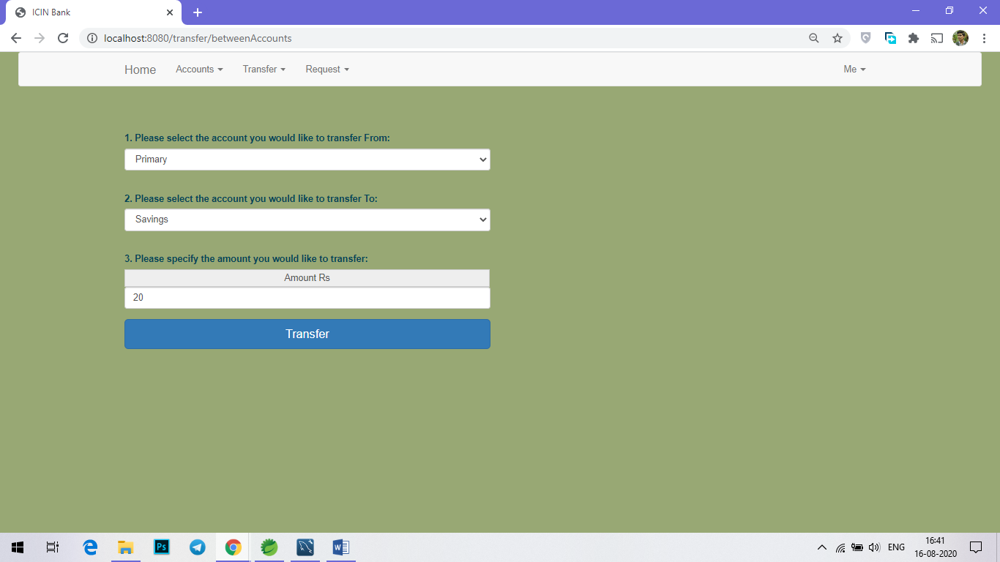 ICIN Bank
localhost:8080/transfer/betweenAccounts
Home Accounts Transfer Request Me
1. Please select the account you would like to transfer From:
Primary
2. Please select the account you would like to transfer To:
Savings
3. Please specify the amount you would like to transfer:
Amount Rs
20
Transfer
Ps
W
ENG
16:41
16-08-2020